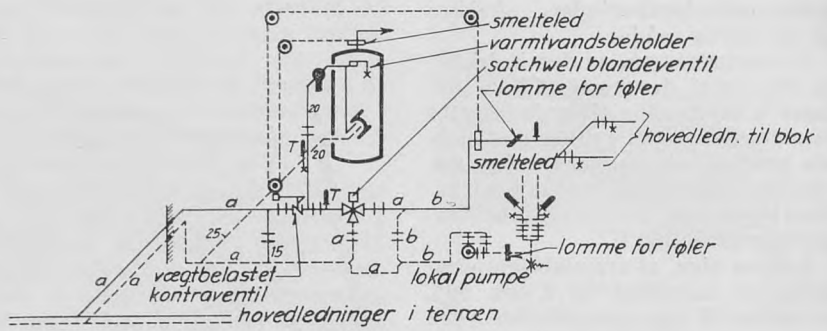 smelteled
varmtvandsbeholder
satchwell blandeventil
lomme for føler
20
hovedledn. til blok
T
20
smelteled
a
T
a
b
25
a
b
15
a
a
b
lomme for føler
a
vægtbelastet
kontraventil
lokal pumpe
a
hovedledninger i terræn